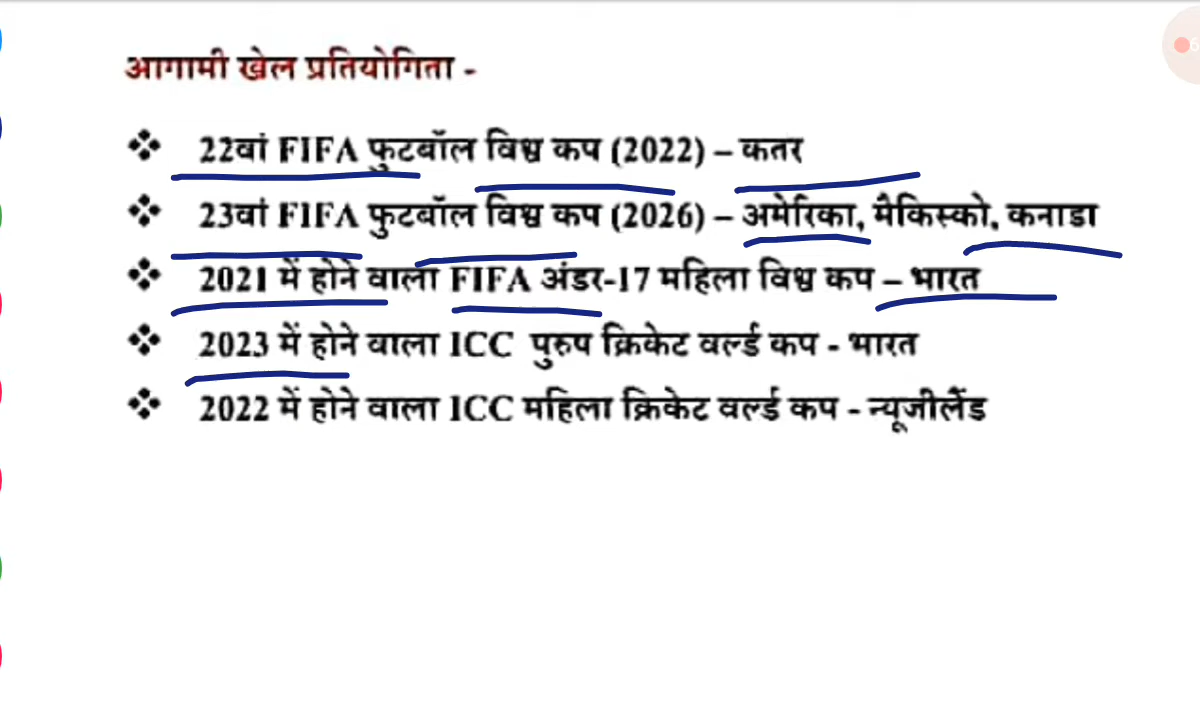 आगामी खेल प्रतियोगिता -
❖ 22वां FIFA फुटबॉल विश्व कप (2022) – कतर
❖ 23वां FIFA फुटबॉल विश्व कप (2026) – अमेरिका, मैकिस्को, कनाडा
❖ 2021 में होने वाला FIFA अंडर-17 महिला विश्व कप – भारत
❖ 2023 में होने वाला ICC पुरुष क्रिकेट वर्ल्ड कप - भारत
❖ 2022 में होने वाला ICC महिला क्रिकेट वर्ल्ड कप - न्यूजीलैंड